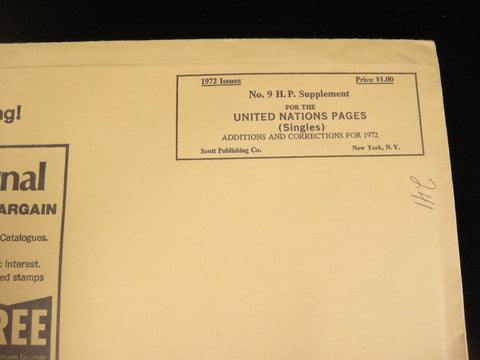 1972 Issues Price $1.00
No. 9 H.P. Supplement
FOR THE
UNITED NATIONS PAGES
(Singles)
ADDITIONS AND CORRECTIONS FOR 1972
Scott Publishing Co. New York, N.Y.
ng!
nal
ARGAIN
Catalogues.
interest.
ed stamps
REE